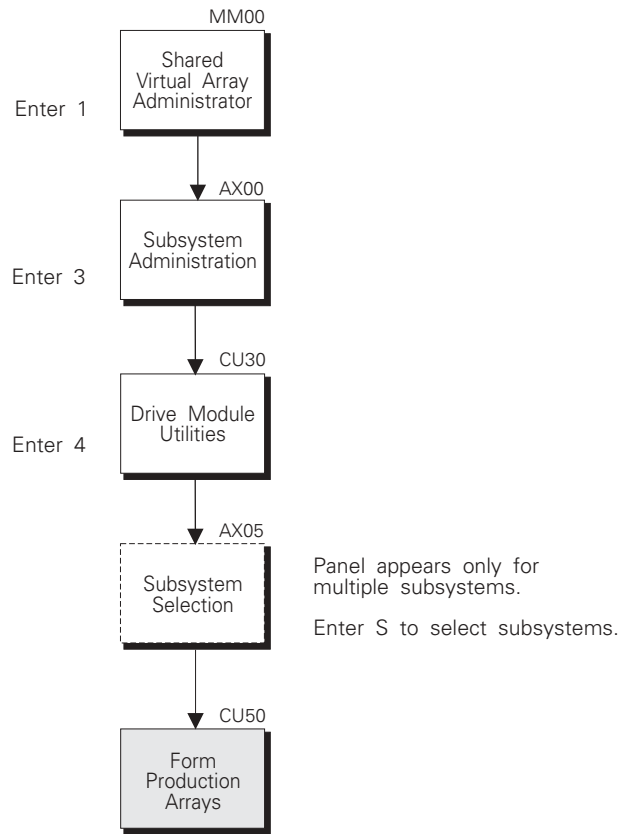 MM00
Shared
Virtual Array
Administrator
Enter 1
AX00
Subsystem
Administration
Enter 3
CU30
Drive Module
Utilities
Enter 4
AX05
Subsystem
Selection
Panel appears only for
multiple subsystems.
Enter S to select subsystems.
CU50
Form
Production
Arrays